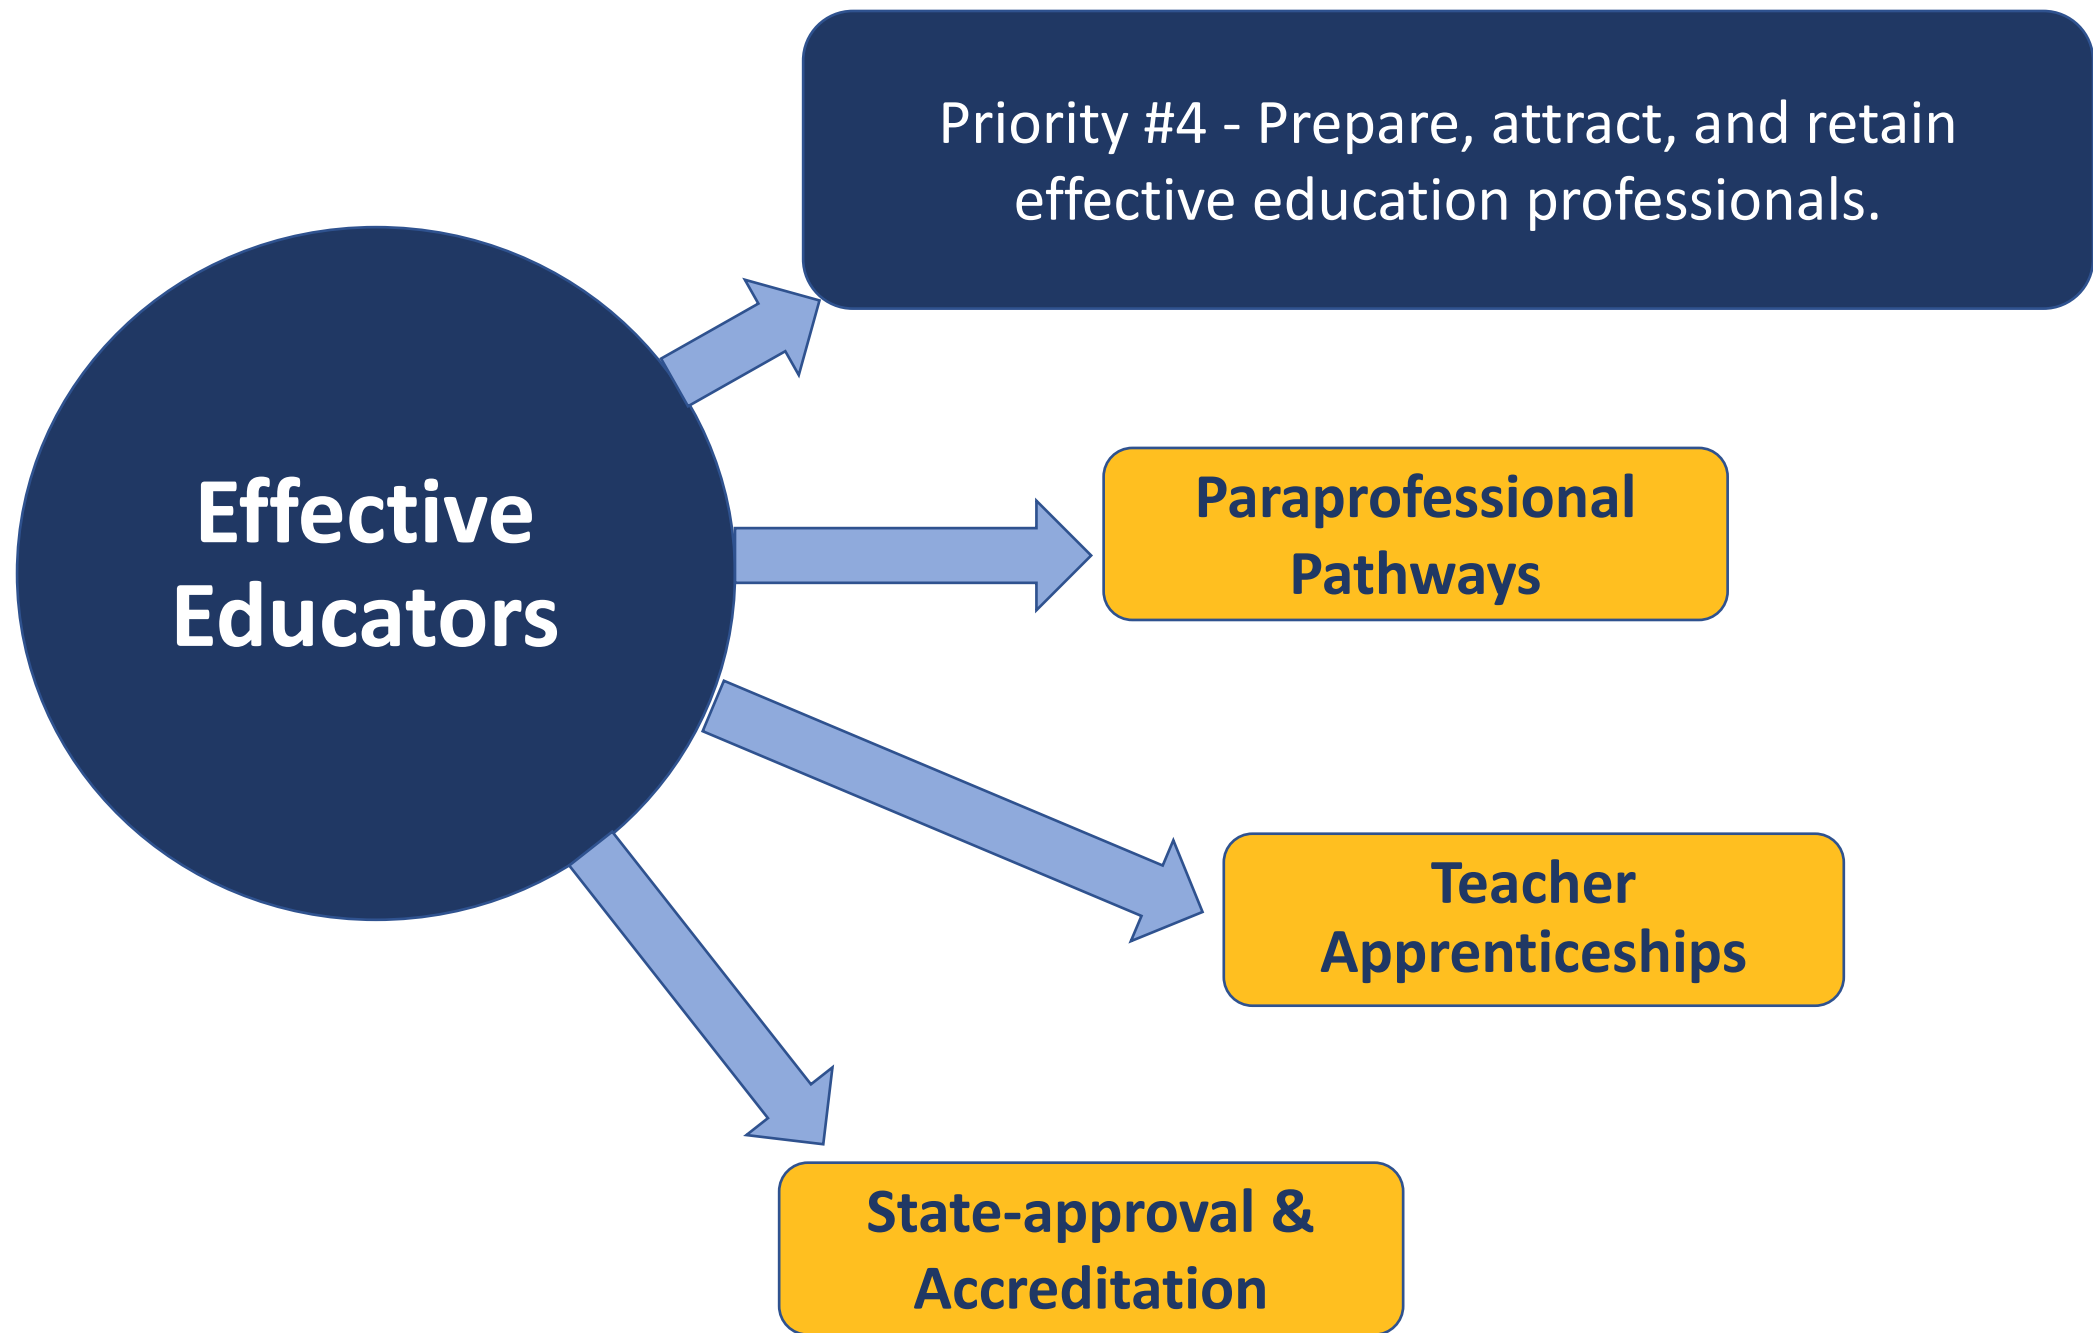 Priority #4 - Prepare, attract, and retain
effective education professionals.
Effective
Educators
Paraprofessional
Pathways
Teacher
Apprenticeships
State-approval &
Accreditation